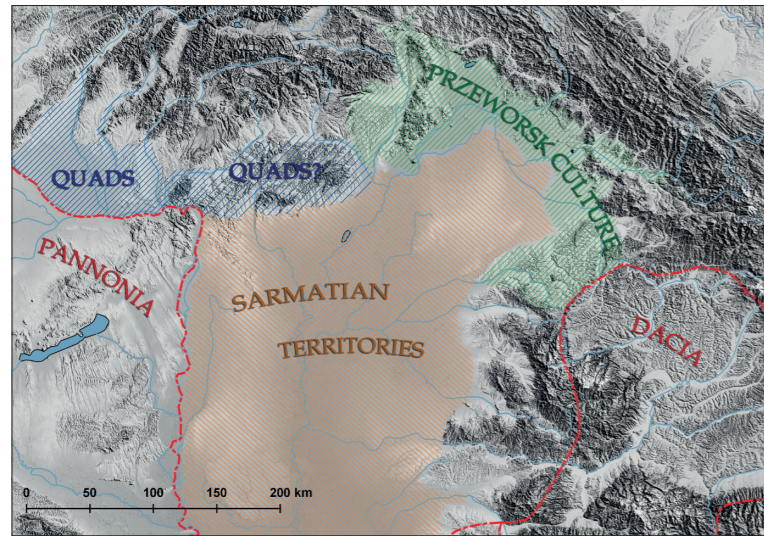 PRZEWORSK CULTURE
QUADS
QUADS?
PANNONIA
SARMATIAN
TERRITORIES
DACIA
0 50 100 150 200 km